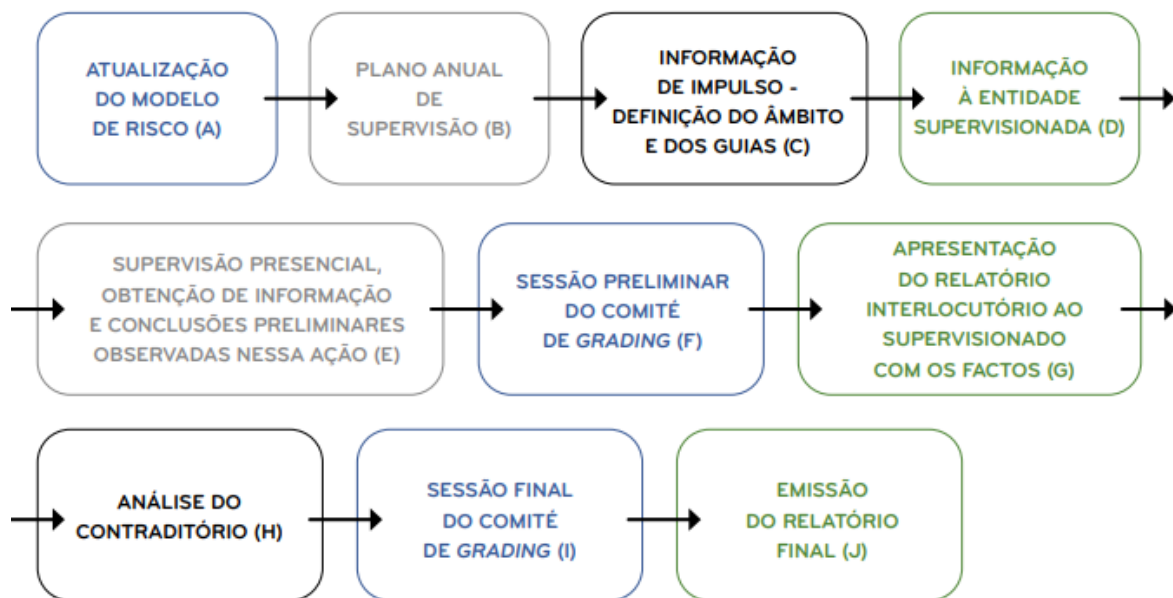 ATUALIZAÇÃO
DO MODELO
DE RISCO (A)
PLANO ANUAL
DE
SUPERVISÃO (B)
INFORMAÇÃO
DE IMPULSO -
DEFINIÇÃO DO ÂMBITO
E DOS GUIAS (C)
INFORMAÇÃO
À ENTIDADE
SUPERVISIONADA (D)
SUPERVISÃO PRESENCIAL,
OBTENÇÃO DE INFORMAÇÃO
E CONCLUSÕES PRELIMINARES
OBSERVADAS NESSA AÇÃO (E)
SESSÃO PRELIMINAR
DO COMITÉ
DE GRADING (F)
APRESENTAÇÃO
DO RELATÓRIO
INTERLOCUTÓRIO AO
SUPERVISIONADO
COM OS FACTOS (G)
ANÁLISE DO
CONTRADITÓRIO (H)
SESSÃO FINAL
DO COMITÉ
DE GRADING (I)
EMISSÃO
DO RELATÓRIO
FINAL (J)